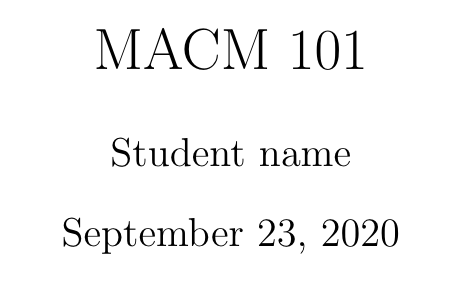 MACM 101
Student name
September 23, 2020